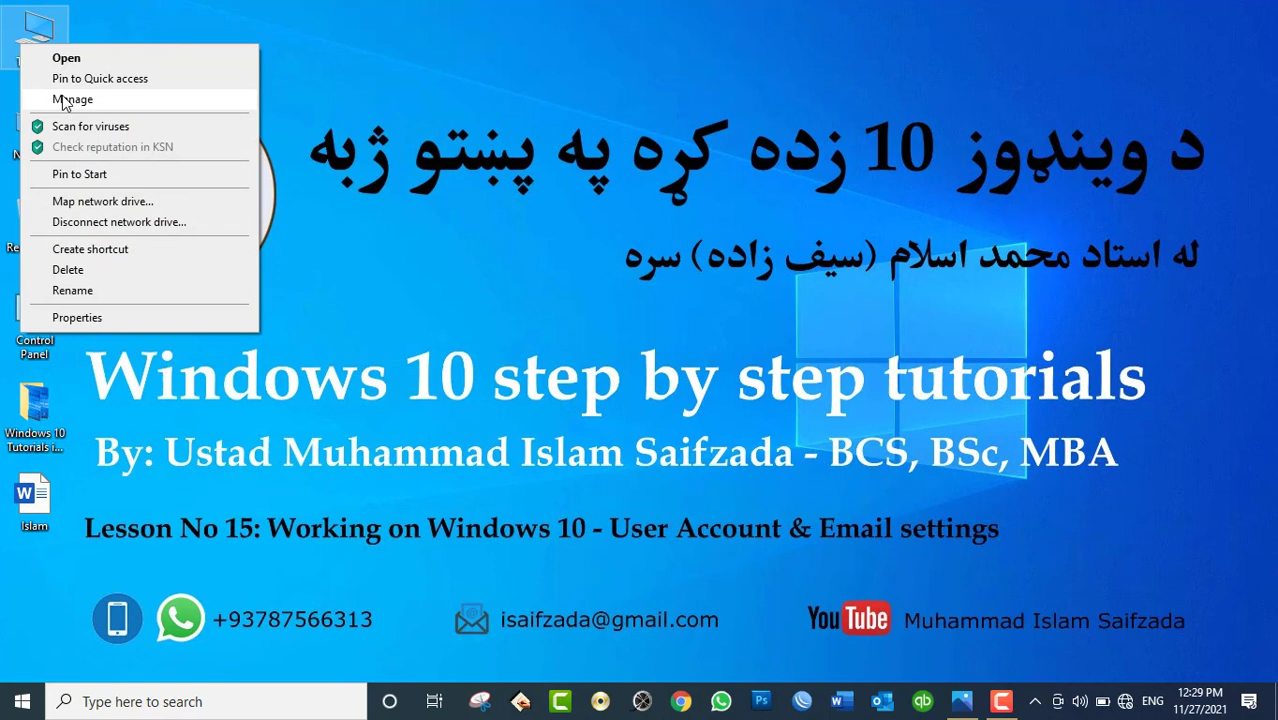 Open
Pin to Quick access
Manage
Scan for viruses
Check reputation in KSN
Pin to Start
Map network drive...
Disconnect network drive...
Create shortcut
Delete
Rename
Properties
Control
Panel
Windows 10
Tutorials i...
Islam
د وینډوز 10 زده کړه په پښتو ژبه
له استاد محمد اسلام (سیف زاده) سره
Windows 10 step by step tutorials
By: Ustad Muhammad Islam Saifzada - BCS, BSc, MBA
Lesson No 15: Working on Windows 10 - User Account & Email settings
+93787566313
isaifzada@gmail.com
YouTube Muhammad Islam Saifzada
Type here to search
ENG
12:29 PM
11/27/2021